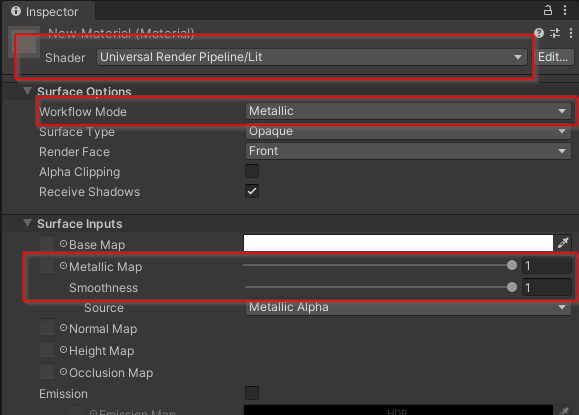 Inspector
New Material (Material)
Shader Universal Render Pipeline/Lit Edit...
Surface Options
Workflow Mode Metallic
Surface Type Opaque
Render Face Front
Alpha Clipping
Receive Shadows
Surface Inputs
Base Map
Metallic Map 1
Smoothness 1
Source Metallic Alpha
Normal Map
Height Map
Occlusion Map
Emission
Emission Map HDR